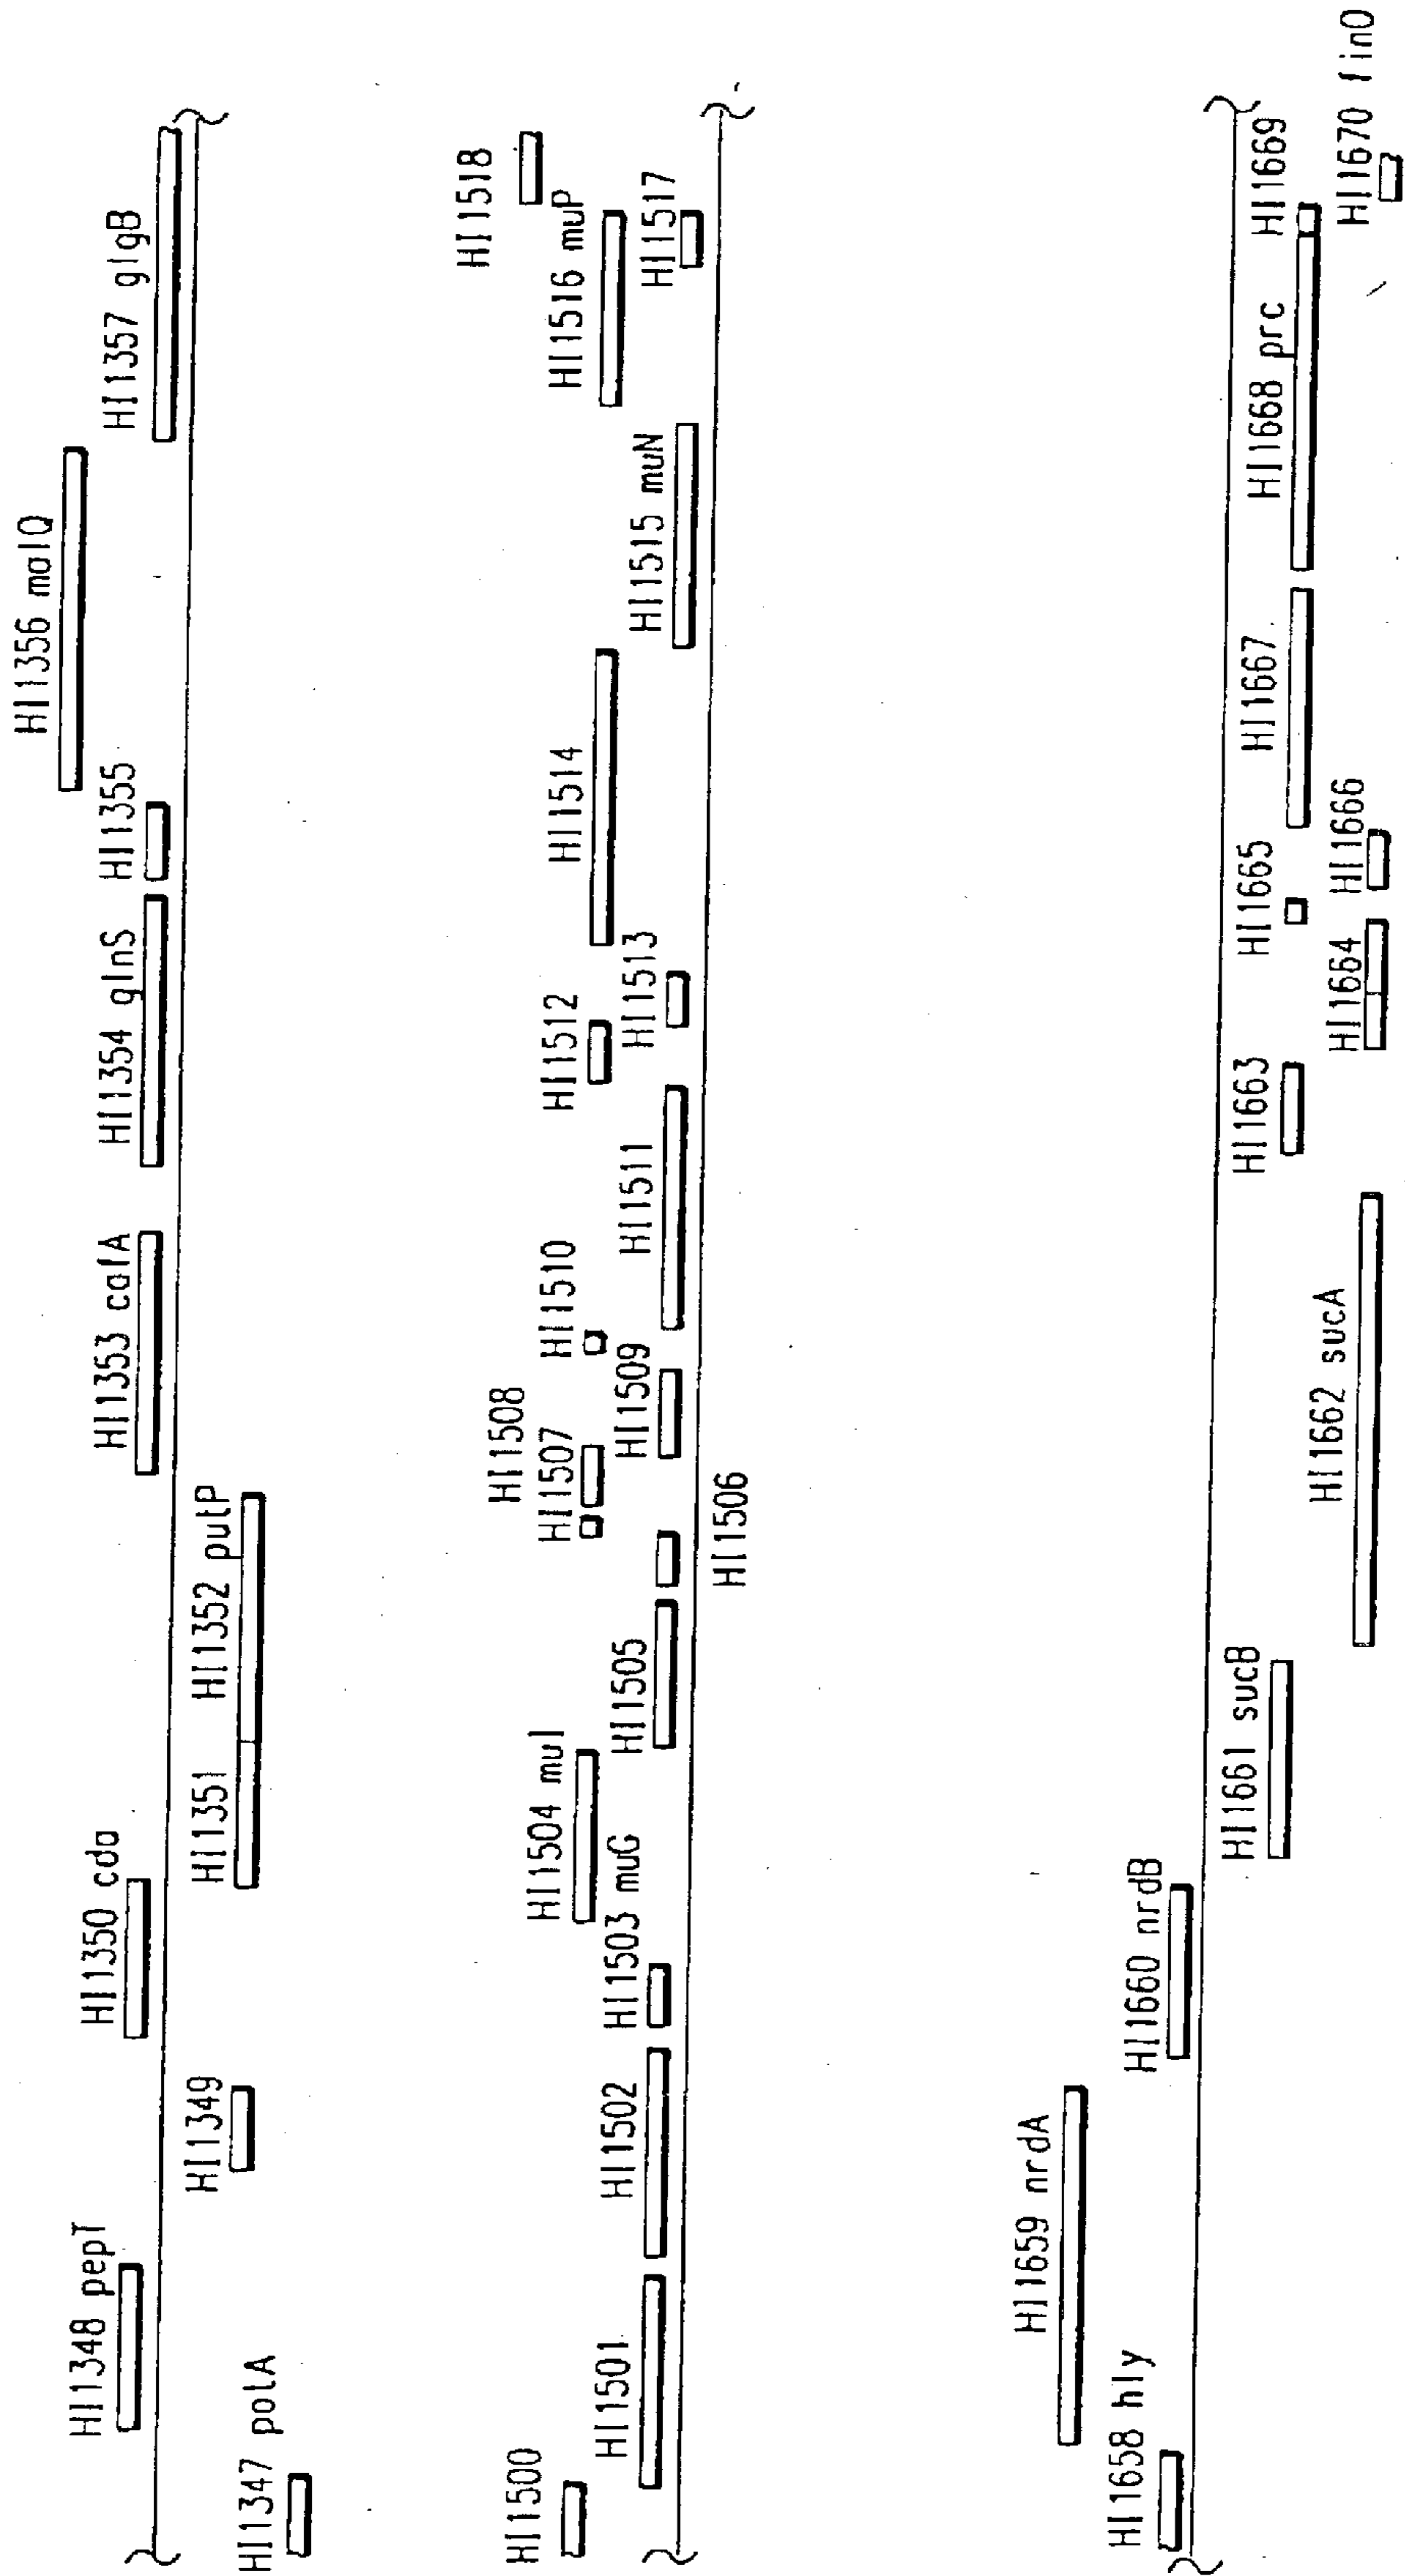 HI1347 potA
HI1348 pepT
HI1349
HI1350 cda
HI1351
HI1352 putP
HI1353 cafA
HI1354 glnS
HI1355
HI1356 malQ
HI1357 glgB
HI1500
HI1501
HI1502
HI1503 muG
HI1504 muI
HI1505
HI1506
HI1507
HI1508
HI1509
HI1510
HI1511
HI1512
HI1513
HI1514
HI1515 muN
HI1516 muP
HI1517
HI1518
HI1658 hly
HI1659 nrdA
HI1660 nrdB
HI1661 sucB
HI1662 sucA
HI1663
HI1664
HI1665
HI1666
HI1667
HI1668 prc
HI1669
HI1670 finO